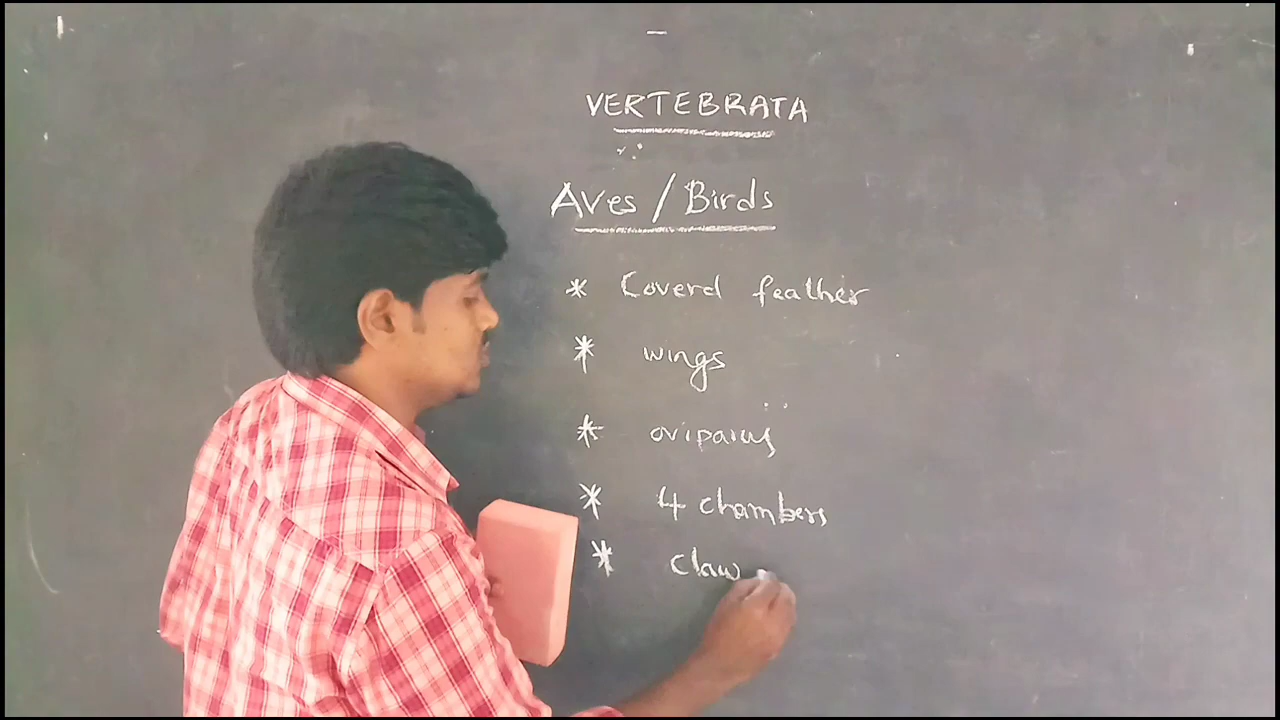 VERTEBRATA
Aves / Birds
* Coverd feather
* wings
* oviparus
* 4 chambers
* claw